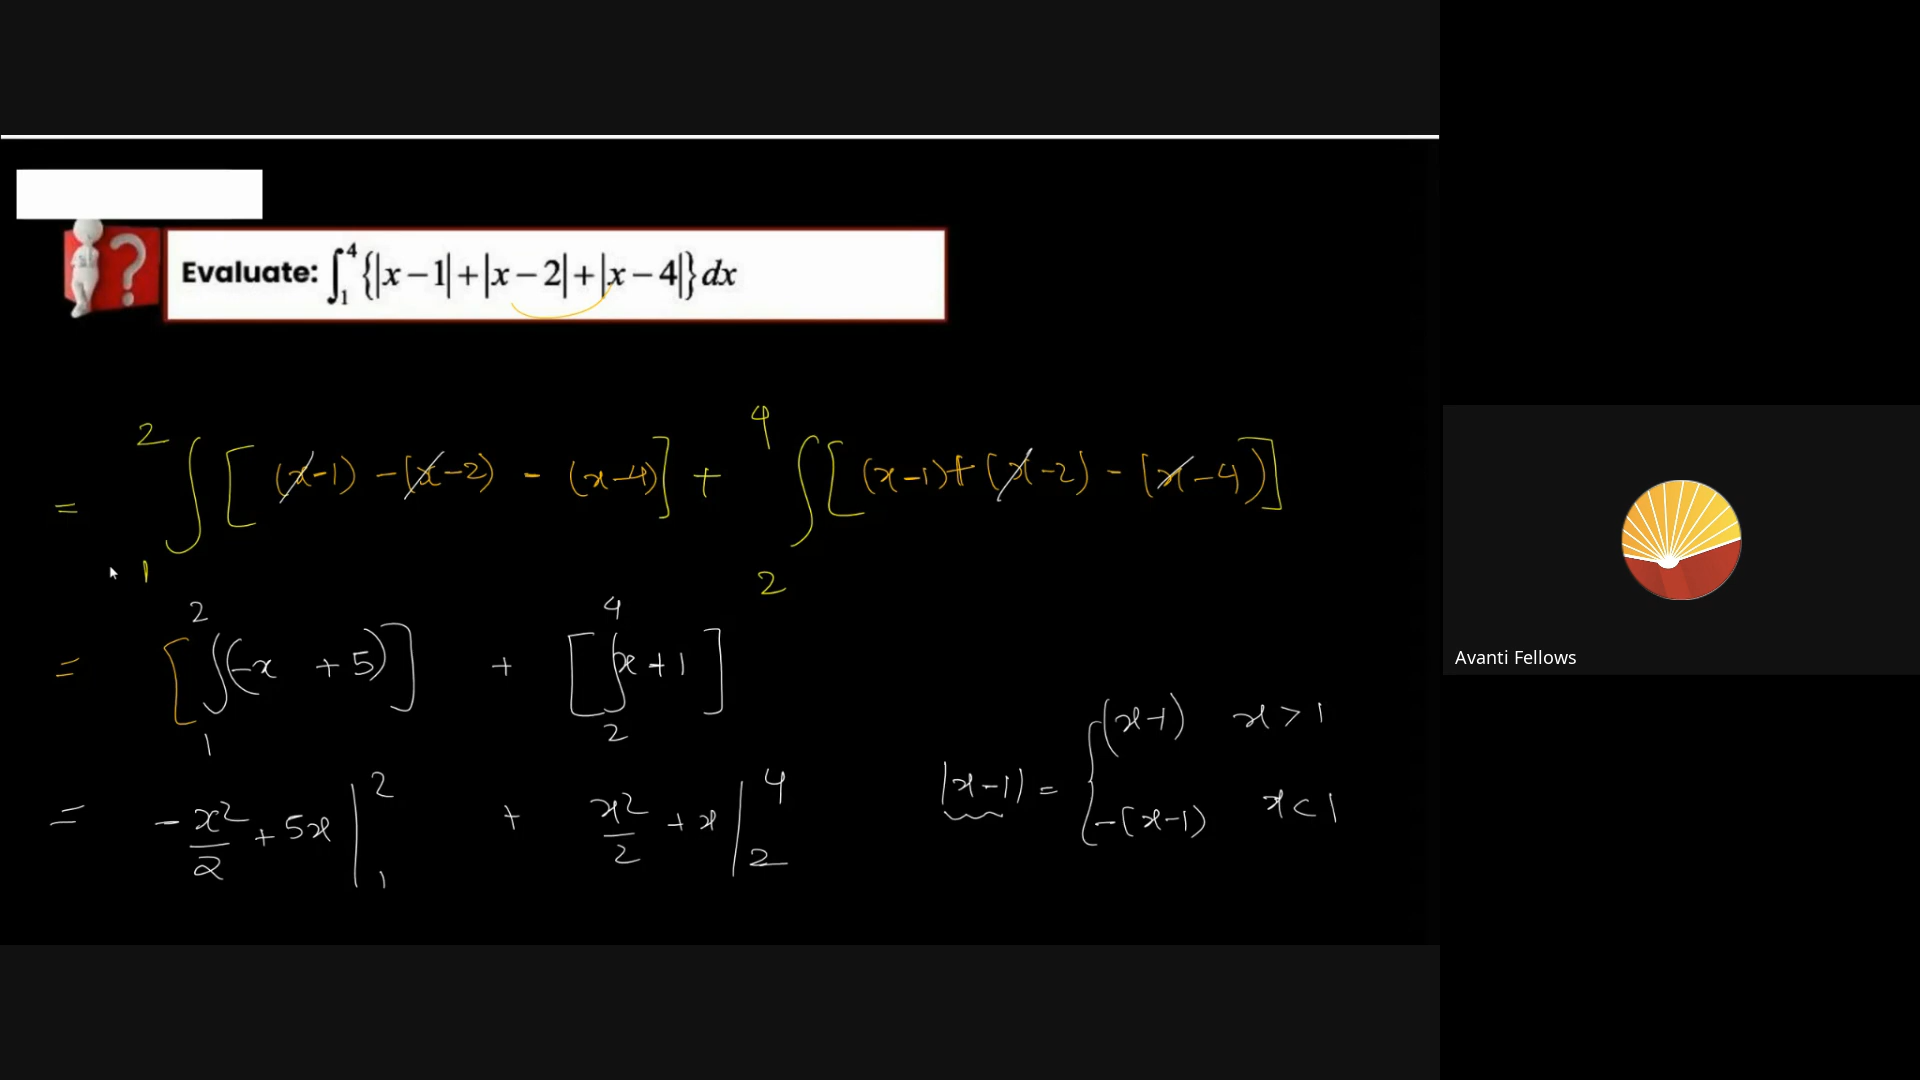 Evaluate: ∫₁⁴ {|x−1|+|x−2|+|x−4|} dx
= ∫₁² [(x−1) −(x−2) − (x−4)] + ∫₂⁴ [(x−1)+(x−2) − (x−4)]
= [∫₁² (−x + 5)] + [∫₂⁴ x + 1]
= −x²/2 + 5x |₁² + x²/2 + x |₂⁴
|x−1| = { (x−1) x > 1
−(x−1) x < 1
Avanti Fellows